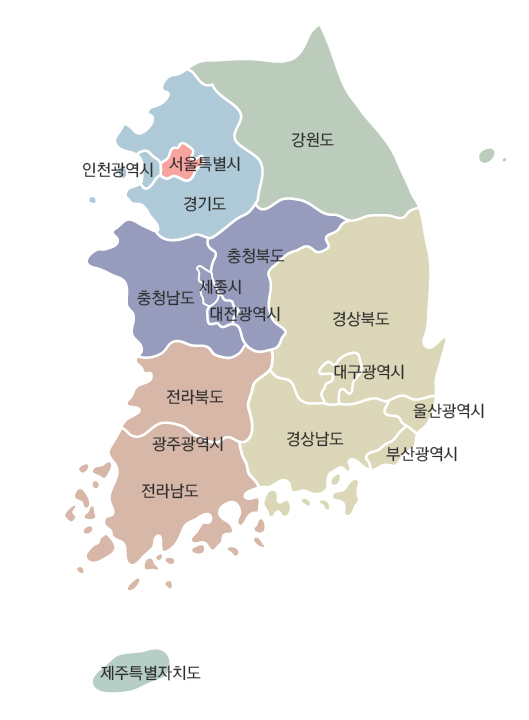 강원도
서울특별시
인천광역시
경기도
충청북도
세종시
충청남도
대전광역시
경상북도
대구광역시
전라북도
울산광역시
경상남도
광주광역시
부산광역시
전라남도
제주특별자치도